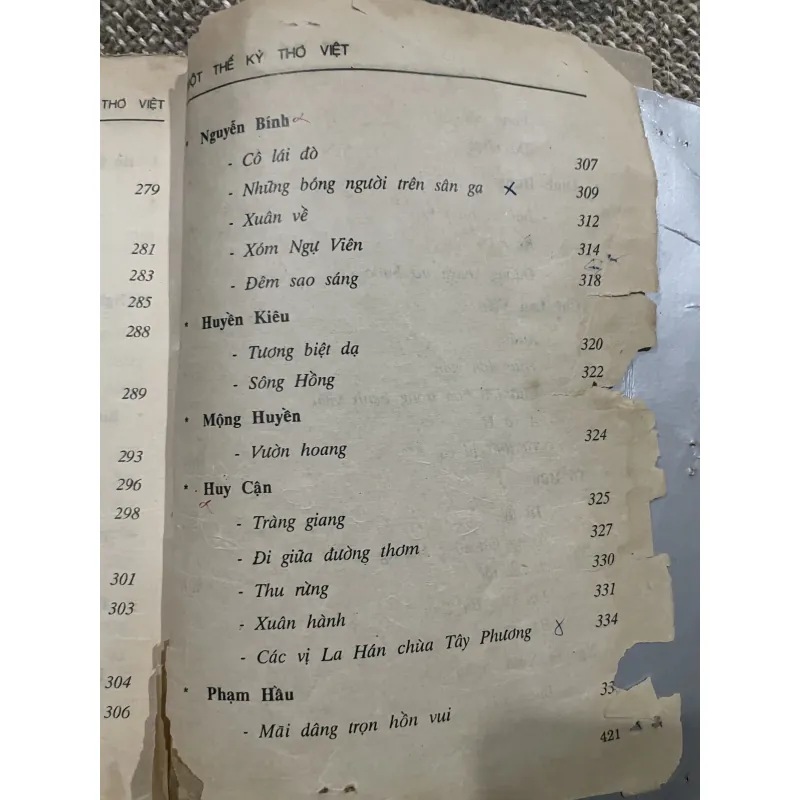 THƠ VIỆT
279
281
283
285
288
289
293
296
298
301
303
304
306
MỘT THẾ KỶ THƠ VIỆT
Nguyễn Bính
- Cô lái đò 307
- Những bóng người trên sân ga 309
- Xuân về 312
- Xóm Ngự Viên 314
- Đêm sao sáng 318
* Huyền Kiêu
- Tương biệt dạ 320
- Sông Hồng 322
* Mộng Huyền
- Vườn hoang 324
* Huy Cận
- Tràng giang 325
- Đi giữa đường thơm 327
- Thu rừng 330
- Xuân hành 331
- Các vị La Hán chùa Tây Phương 334
* Phạm Hầu
- Mãi dâng trọn hồn vui
421